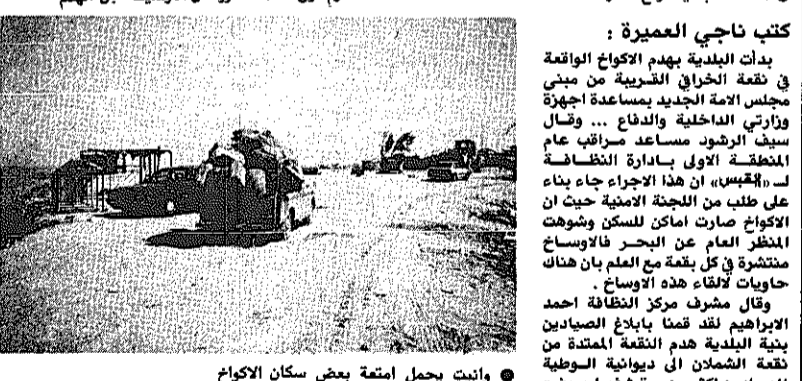 كتب ناجي العميرة :
بدأت البلدية بهدم الاكواخ الواقعة
في نقعة الخرافي القريبة من مبنى
مجلس الامة الجديد بمساعدة اجهزة
وزارتي الداخلية والدفاع ... وقال
سيف الرشود مساعد مراقب عام
المنطقة الاولى بادارة النظافة
لـ «القبس» ان هذا الاجراء جاء بناء
على طلب من اللجنة الامنية حيث ان
الاكواخ صارت اماكن للسكن وشوهت
المنظر العام عن البحر فالاوساخ
منتشرة في كل بقعة مع العلم بان هناك
حاويات لالقاء هذه الاوساخ .
وقال مشرف مركز النظافة احمد
الابراهيم لقد قمنا بابلاغ الصيادين
بنية البلدية هدم النقعة الممتدة من
نقعة الشملان الى ديوانية الوطية
● وانيت يحمل امتعة بعض سكان الاكواخ